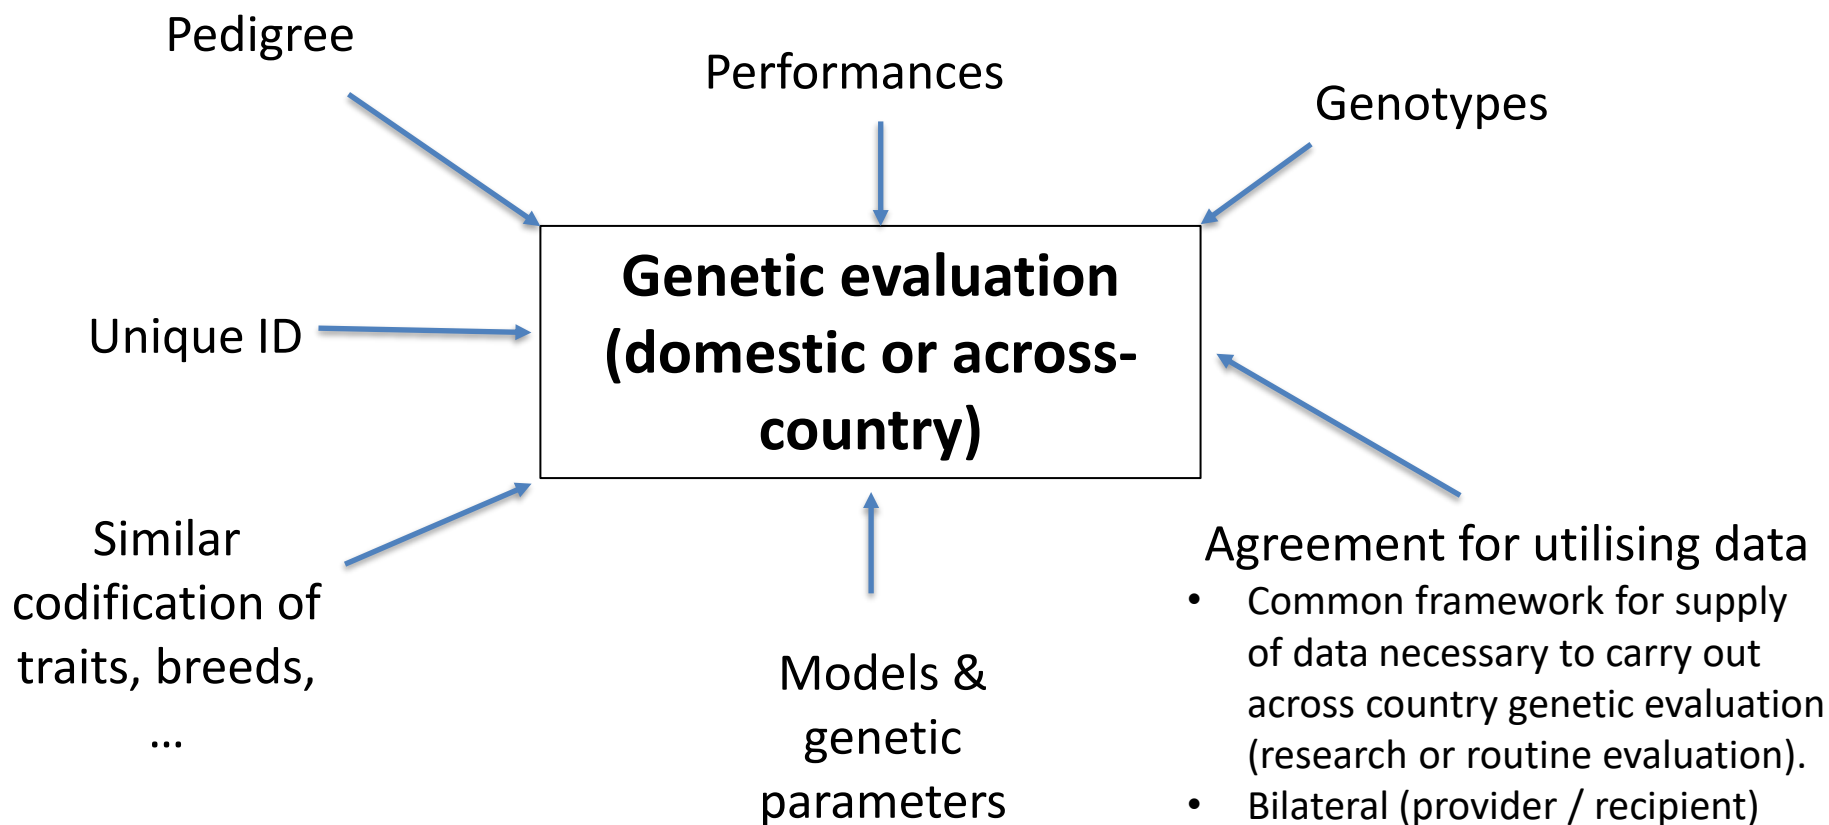 Pedigree
Performances
Genotypes
Genetic evaluation
(domestic or across-
country)
Unique ID
Similar
codification of
traits, breeds,
…
Models &
genetic
parameters
Agreement for utilising data
• Common framework for supply
of data necessary to carry out
across country genetic evaluation
(research or routine evaluation).
• Bilateral (provider / recipient)